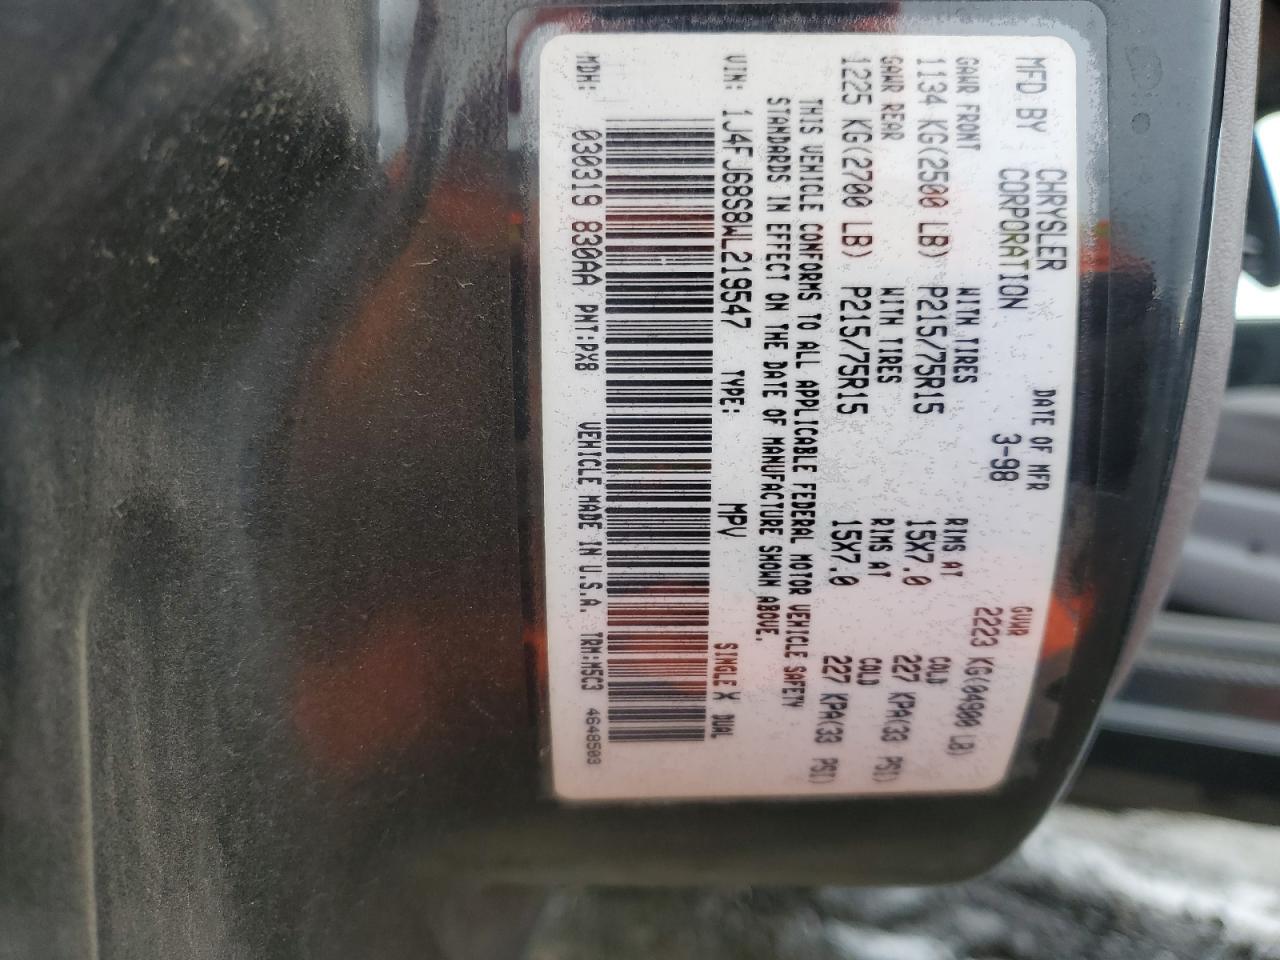 MFD BY CHRYSLER CORPORATION DATE OF MFR 3-98 GVWR 2223 KG(04900 LB)
GAWR FRONT WITH TIRES RIMS AT COLD
1134 KG(2500 LB) P215/75R15 15X7.0 227 KPA(33 PSI)
GAWR REAR WITH TIRES RIMS AT COLD
1225 KG(2700 LB) P215/75R15 15X7.0 227 KPA(33 PSI)
THIS VEHICLE CONFORMS TO ALL APPLICABLE FEDERAL MOTOR VEHICLE SAFETY
STANDARDS IN EFFECT ON THE DATE OF MANUFACTURE SHOWN ABOVE.
VIN: 1J4FJ68S8WL219547 TYPE: MPV SINGLE X DUAL
MDH: 030319 830AA PNT:PX8 VEHICLE MADE IN U.S.A. TRM:M5C3 4648503